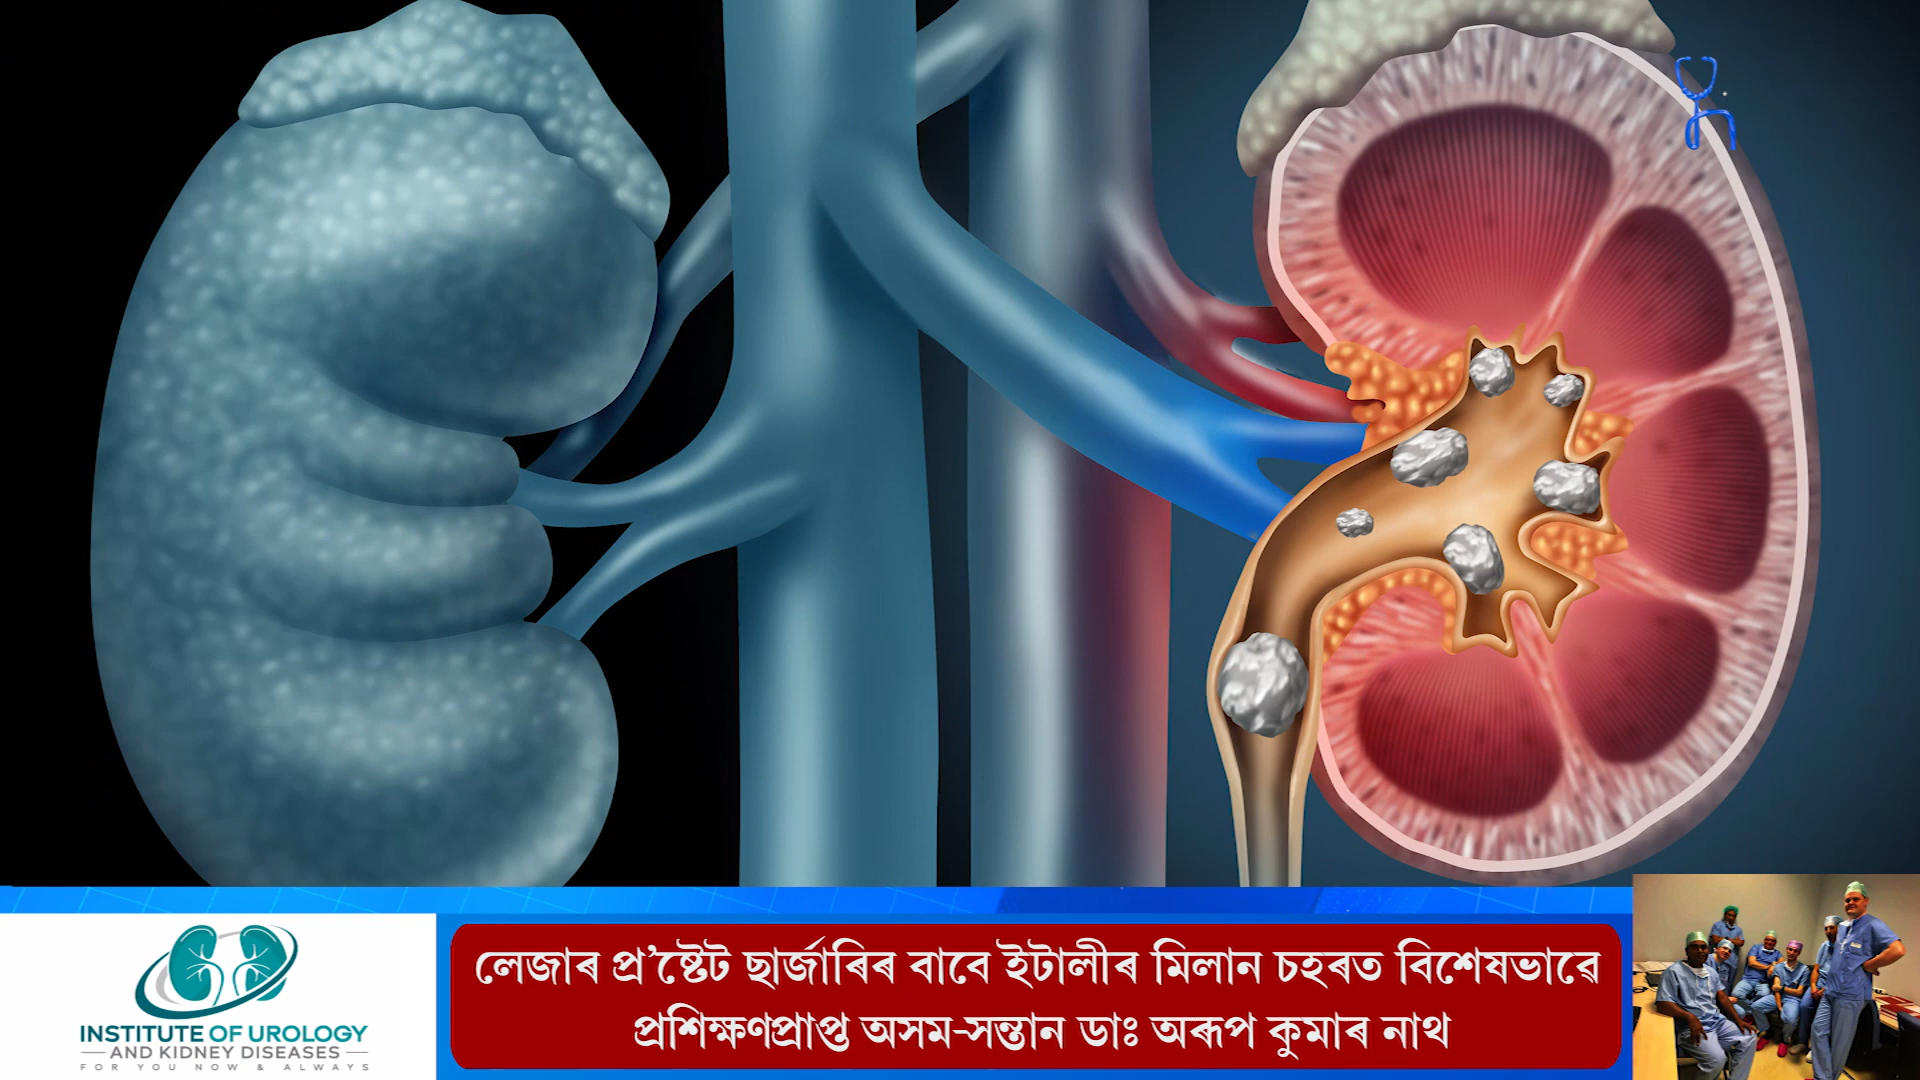 লেজাৰ প্ৰ'ষ্টেট ছাৰ্জাৰিৰ বাবে ইটালীৰ মিলান চহৰত বিশেষভাৱে
প্ৰশিক্ষণপ্ৰাপ্ত অসম-সন্তান ডাঃ অৰূপ কুমাৰ নাথ
INSTITUTE OF UROLOGY
AND KIDNEY DISEASES
FOR YOU NOW & ALWAYS